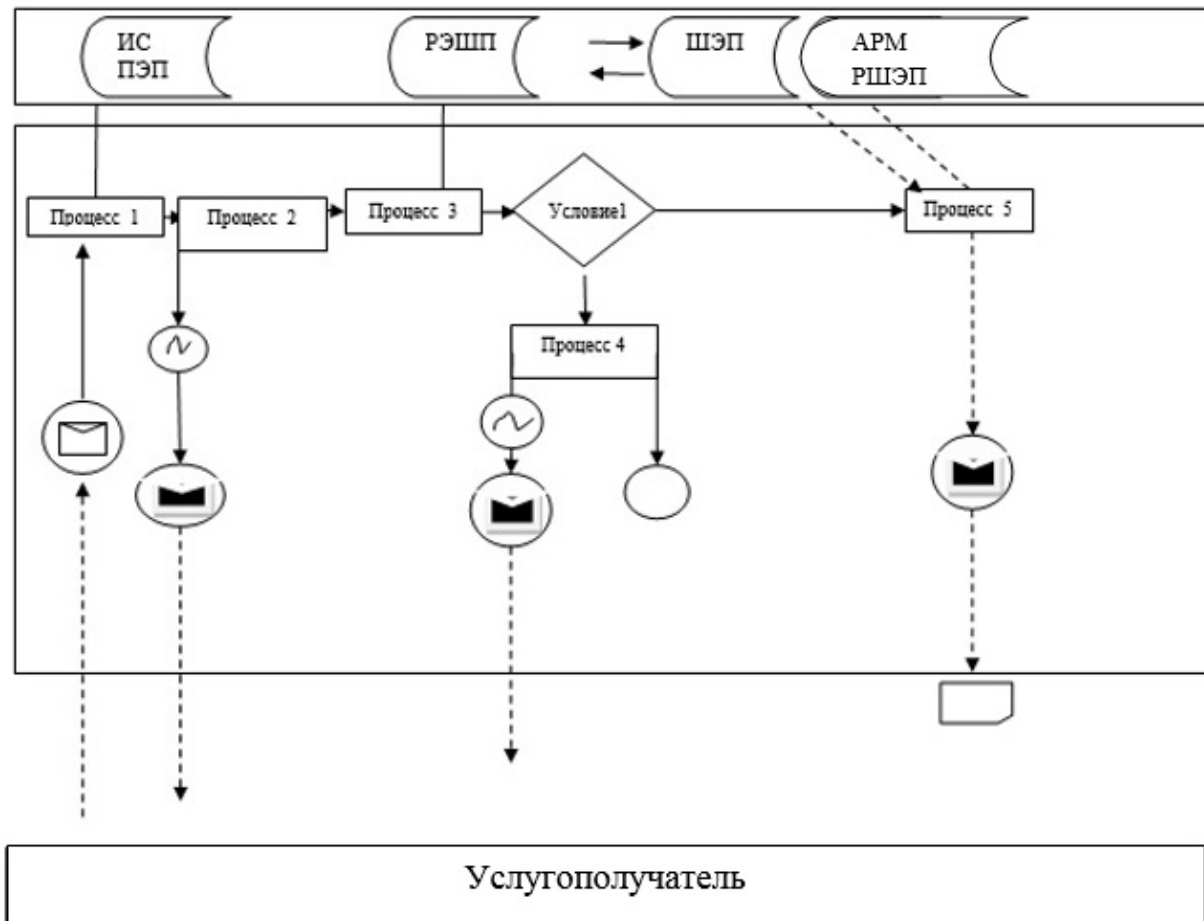 ИС
ПЭП
РЭШП
ШЭП
АРМ
РШЭП
Процесс 1
Процесс 2
Процесс 3
Условие1
Процесс 5
Процесс 4
Услугополучатель